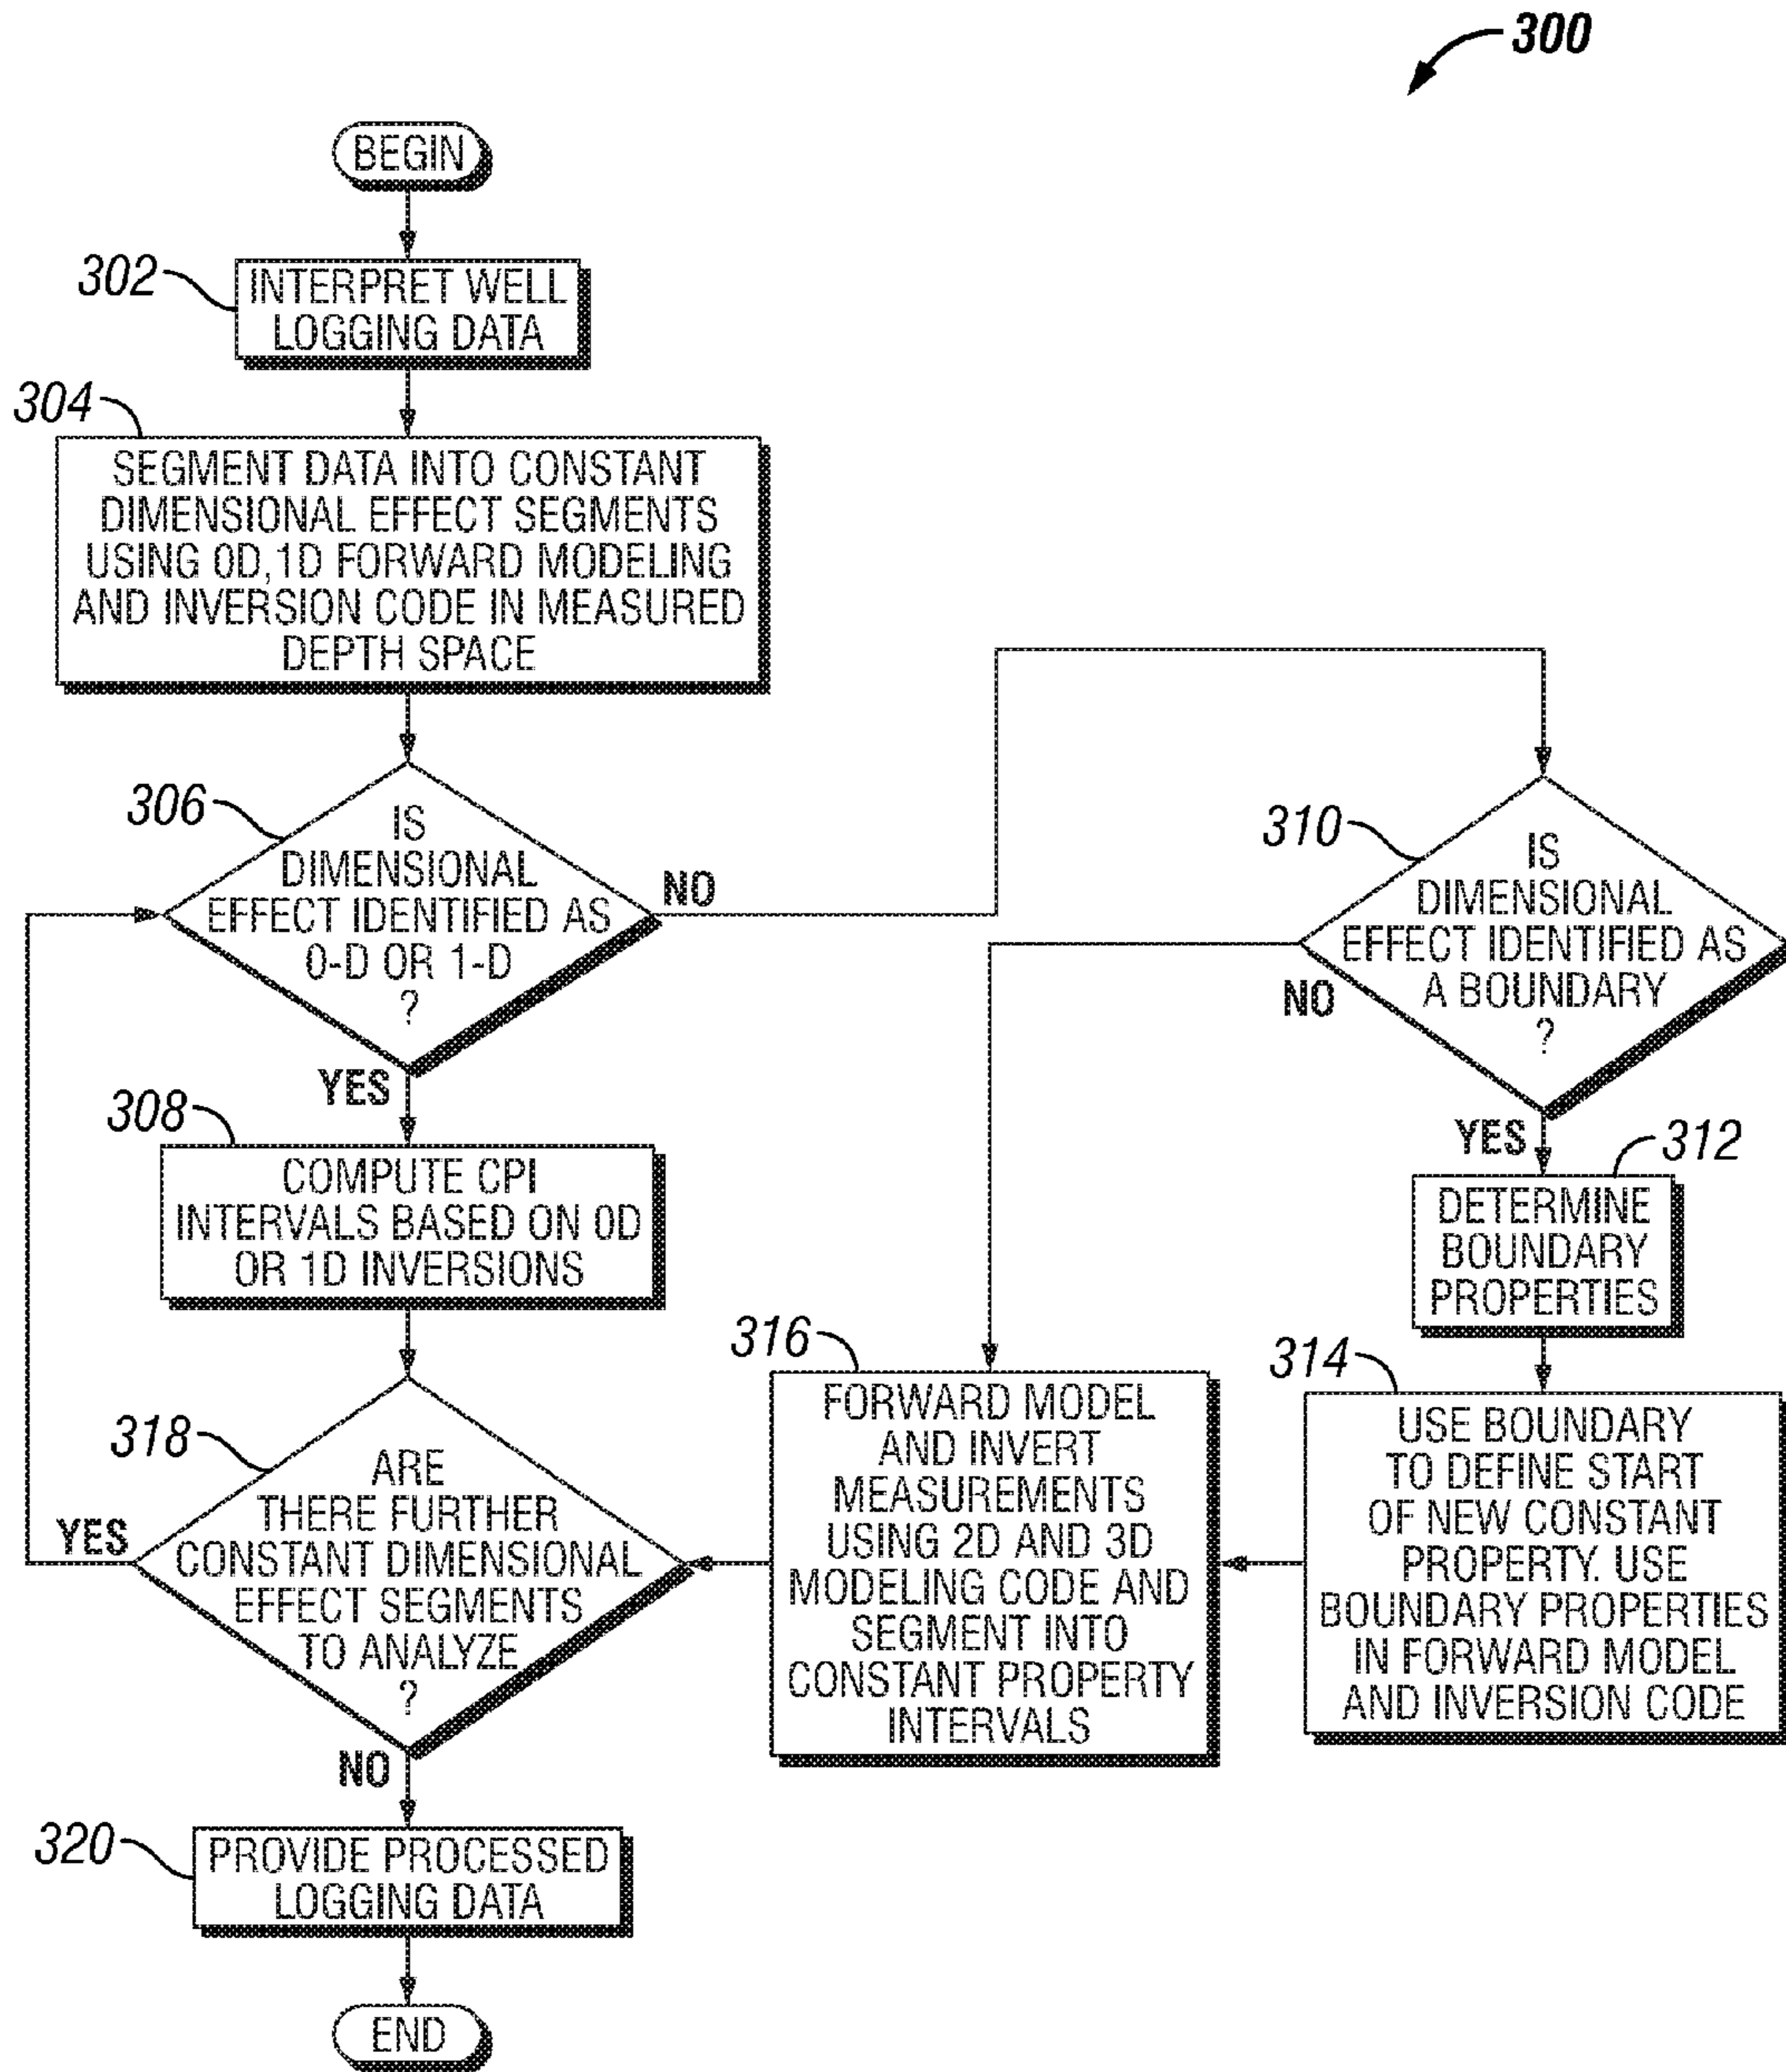 300
BEGIN
302
INTERPRET WELL
LOGGING DATA
304
SEGMENT DATA INTO CONSTANT
DIMENSIONAL EFFECT SEGMENTS
USING 0D,1D FORWARD MODELING
AND INVERSION CODE IN MEASURED
DEPTH SPACE
306
IS
DIMENSIONAL
EFFECT IDENTIFIED AS
0-D OR 1-D
?
NO
YES
308
COMPUTE CPI
INTERVALS BASED ON 0D
OR 1D INVERSIONS
310
IS
DIMENSIONAL
EFFECT IDENTIFIED AS
A BOUNDARY
?
NO
YES
312
DETERMINE
BOUNDARY
PROPERTIES
314
USE BOUNDARY
TO DEFINE START
OF NEW CONSTANT
PROPERTY. USE
BOUNDARY PROPERTIES
IN FORWARD MODEL
AND INVERSION CODE
316
FORWARD MODEL
AND INVERT
MEASUREMENTS
USING 2D AND 3D
MODELING CODE AND
SEGMENT INTO
CONSTANT PROPERTY
INTERVALS
318
ARE
THERE FURTHER
CONSTANT DIMENSIONAL
EFFECT SEGMENTS
TO ANALYZE
?
YES
NO
320
PROVIDE PROCESSED
LOGGING DATA
END